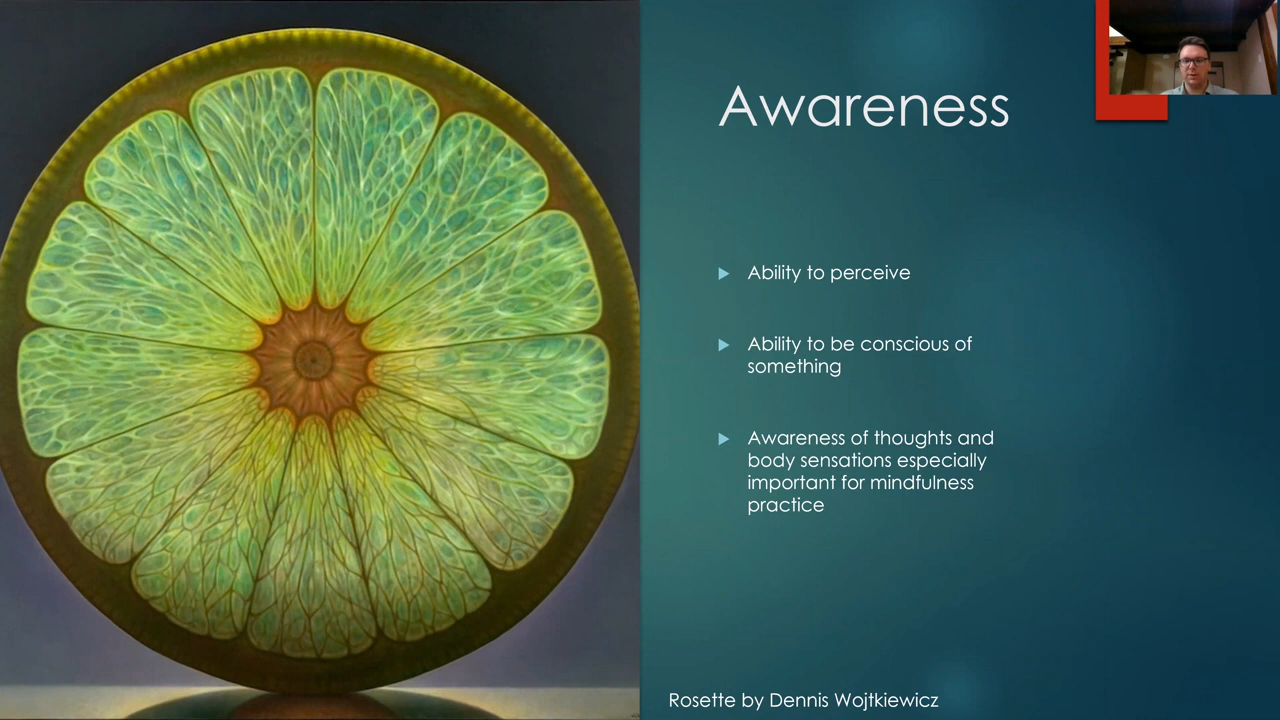 Awareness
Ability to perceive
Ability to be conscious of
something
Awareness of thoughts and
body sensations especially
important for mindfulness
practice
Rosette by Dennis Wojtkiewicz